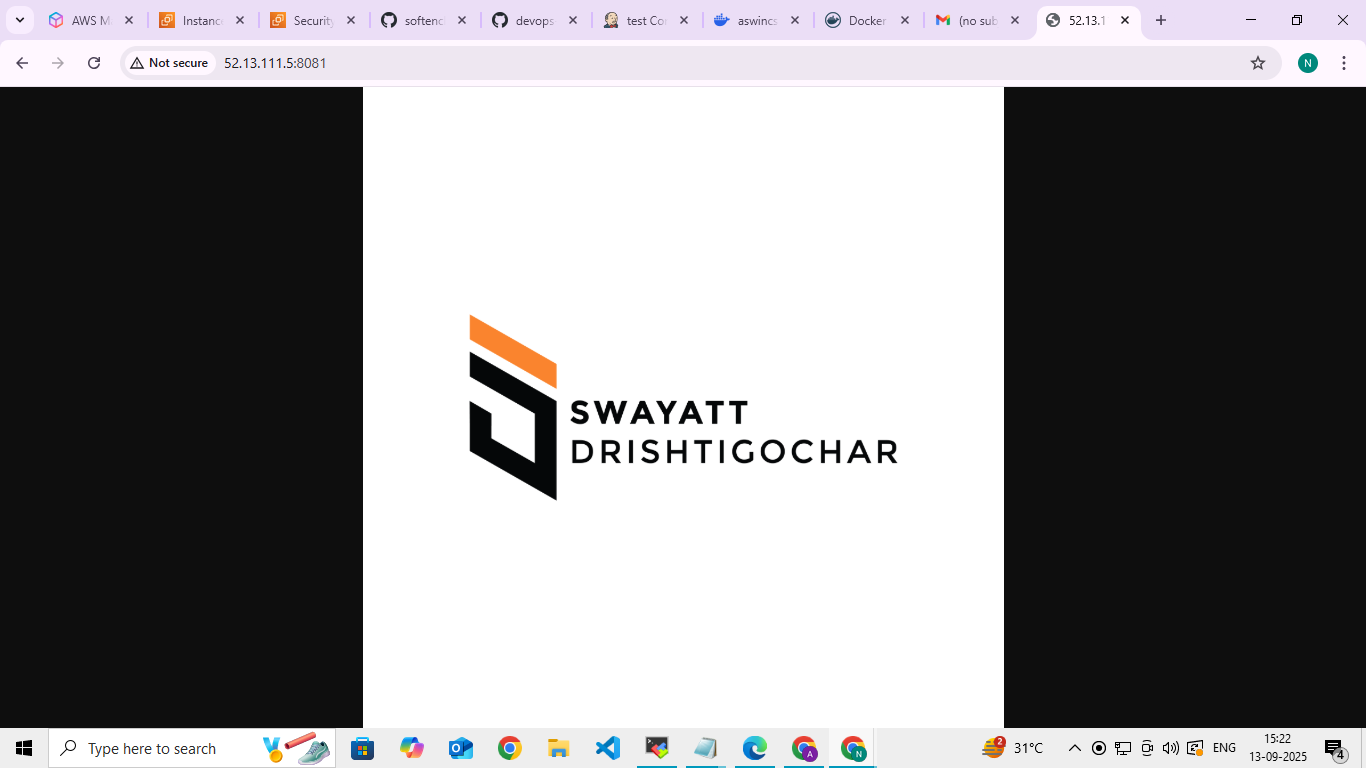 AWS M
Instanc
Security
softenc
devops
test Co
aswincs
Docker
(no sub
52.13.1
Not secure
52.13.111.5:8081
N
SWAYATT
DRISHTIGOCHAR
Type here to search
A
N
2
31°C
ENG
15:22
13-09-2025
4